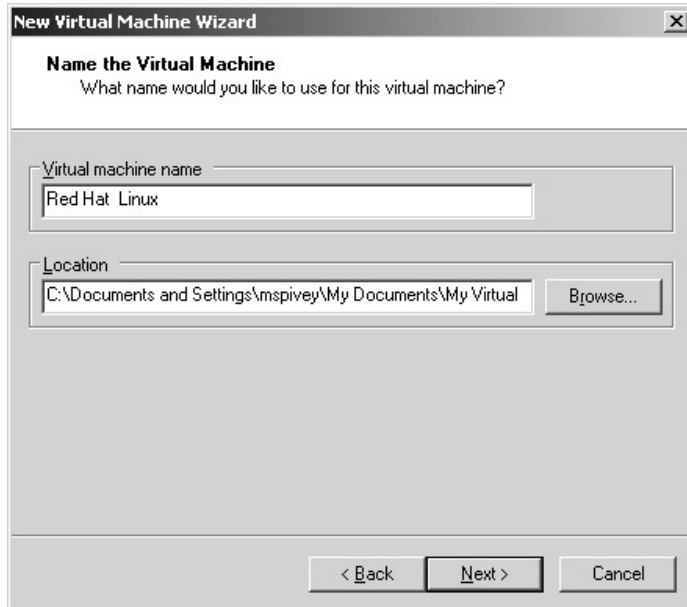 New Virtual Machine Wizard
Name the Virtual Machine
What name would you like to use for this virtual machine?
Virtual machine name
Red Hat  Linux
Location
C:\Documents and Settings\mspivey\My Documents\My Virtual
Browse...
< Back
Next >
Cancel